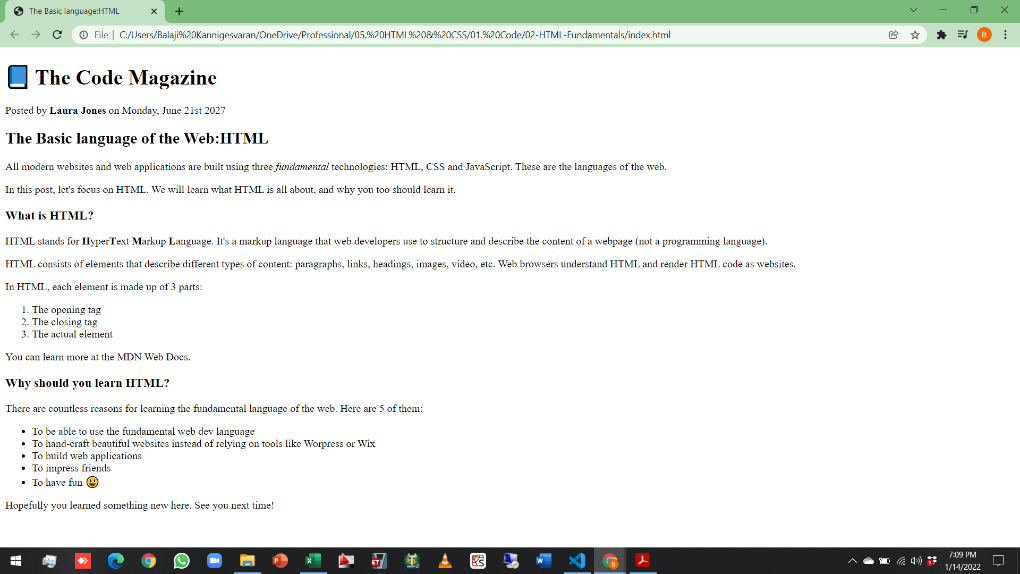 The Basic language:HTML
File
C:/Users/Balaji%20Kannigesvaran/OneDrive/Professional/05.%20HTML%20&%20CSS/01.%20Code/02-HTML-Fundamentals/index.html
B
📘 The Code Magazine
Posted by Laura Jones on Monday, June 21st 2027
The Basic language of the Web:HTML
All modern websites and web applications are built using three fundamental technologies: HTML, CSS and JavaScript. These are the languages of the web.
In this post, let's focus on HTML. We will learn what HTML is all about, and why you too should learn it.
What is HTML?
HTML stands for HyperText Markup Language. It's a markup language that web developers use to structure and describe the content of a webpage (not a programming language).
HTML consists of elements that describe different types of content: paragraphs, links, headings, images, video, etc. Web browsers understand HTML and render HTML code as websites.
In HTML, each element is made up of 3 parts:
1. The opening tag
2. The closing tag
3. The actual element
You can learn more at the MDN Web Docs.
Why should you learn HTML?
There are countless reasons for learning the fundamental language of the web. Here are 5 of them:
• To be able to use the fundamental web dev language
• To hand-craft beautiful websites instead of relying on tools like Worpress or Wix
• To build web applications
• To impress friends
• To have fun 😃
Hopefully you learned something new here. See you next time!
7:09 PM
1/14/2022